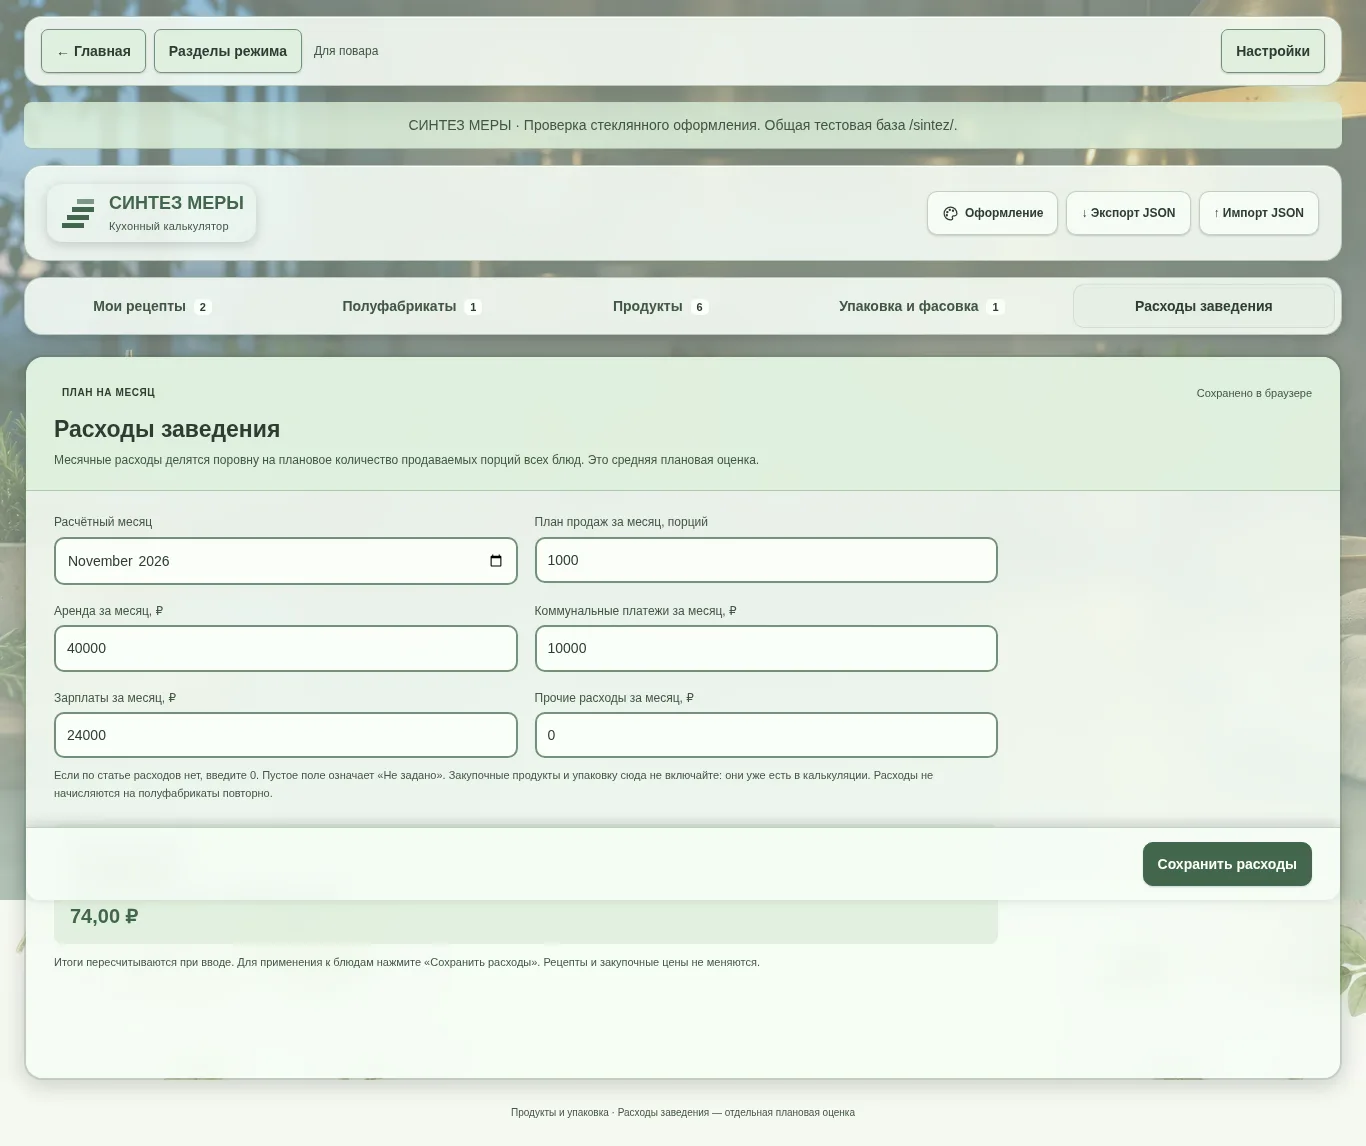 ← Главная
Разделы режима
Для повара
Настройки
СИНТЕЗ МЕРЫ · Проверка стеклянного оформления. Общая тестовая база /sintez/.
СИНТЕЗ МЕРЫ
Кухонный калькулятор
Оформление
↓ Экспорт JSON
↑ Импорт JSON
Мои рецепты 2
Полуфабрикаты 1
Продукты 6
Упаковка и фасовка 1
Расходы заведения
ПЛАН НА МЕСЯЦ
Сохранено в браузере
Расходы заведения
Месячные расходы делятся поровну на плановое количество продаваемых порций всех блюд. Это средняя плановая оценка.
Расчётный месяц
План продаж за месяц, порций
November 2026
1000
Аренда за месяц, ₽
Коммунальные платежи за месяц, ₽
40000
10000
Зарплаты за месяц, ₽
Прочие расходы за месяц, ₽
24000
0
Если по статье расходов нет, введите 0. Пустое поле означает «Не задано». Закупочные продукты и упаковку сюда не включайте: они уже есть в калькуляции. Расходы не
начисляются на полуфабрикаты повторно.
Сохранить расходы
74,00 ₽
Итоги пересчитываются при вводе. Для применения к блюдам нажмите «Сохранить расходы». Рецепты и закупочные цены не меняются.
Продукты и упаковка · Расходы заведения — отдельная плановая оценка